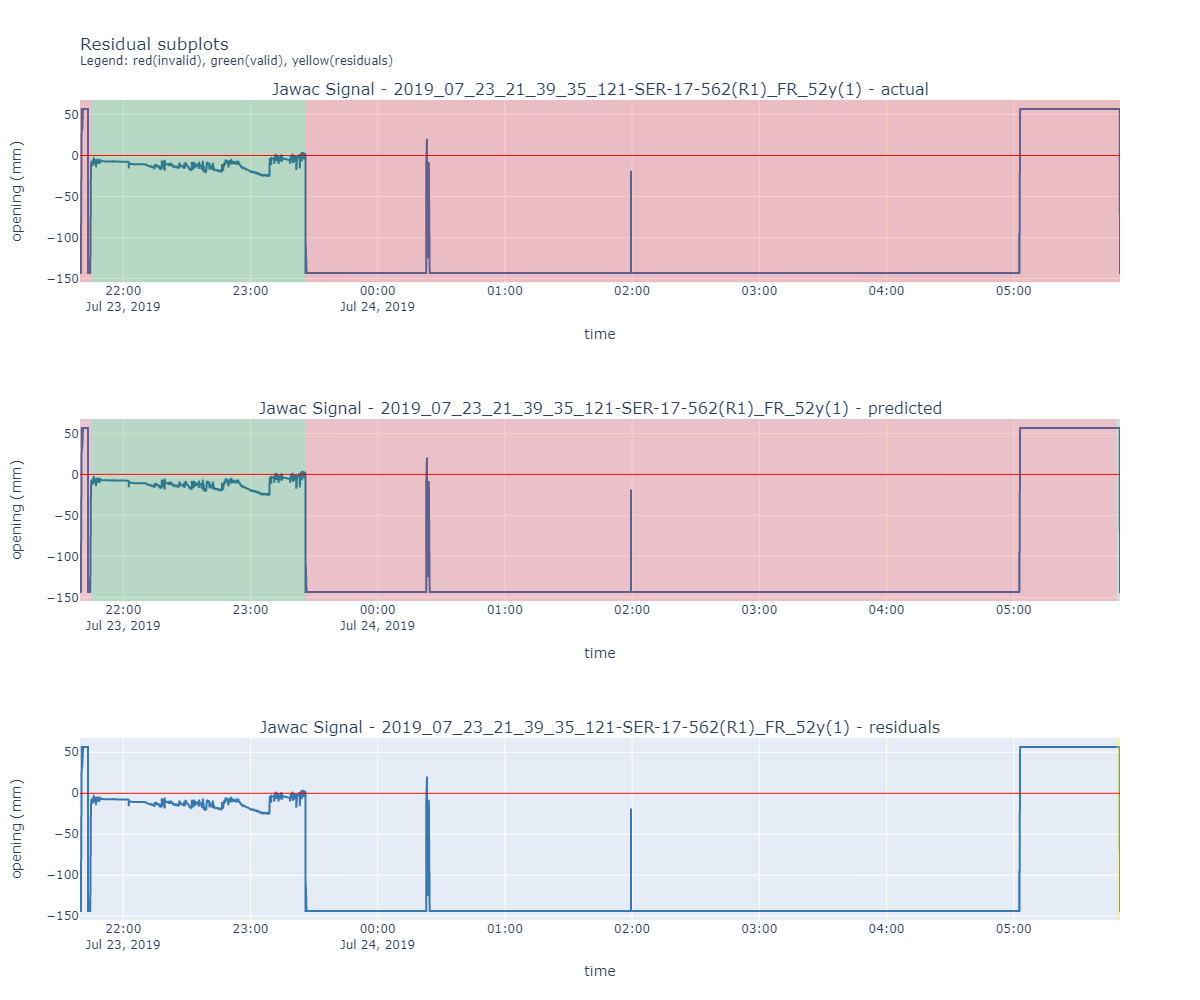 Residual subplots
Legend: red(invalid), green(valid), yellow(residuals)
Jawac Signal - 2019_07_23_21_39_35_121-SER-17-562(R1)_FR_52y(1) - actual
50
0
−50
−100
−150
opening (mm)
22:00 23:00 00:00 01:00 02:00 03:00 04:00 05:00
Jul 23, 2019 Jul 24, 2019
time
Jawac Signal - 2019_07_23_21_39_35_121-SER-17-562(R1)_FR_52y(1) - predicted
50
0
−50
−100
−150
opening (mm)
22:00 23:00 00:00 01:00 02:00 03:00 04:00 05:00
Jul 23, 2019 Jul 24, 2019
time
Jawac Signal - 2019_07_23_21_39_35_121-SER-17-562(R1)_FR_52y(1) - residuals
50
0
−50
−100
−150
opening (mm)
22:00 23:00 00:00 01:00 02:00 03:00 04:00 05:00
Jul 23, 2019 Jul 24, 2019
time